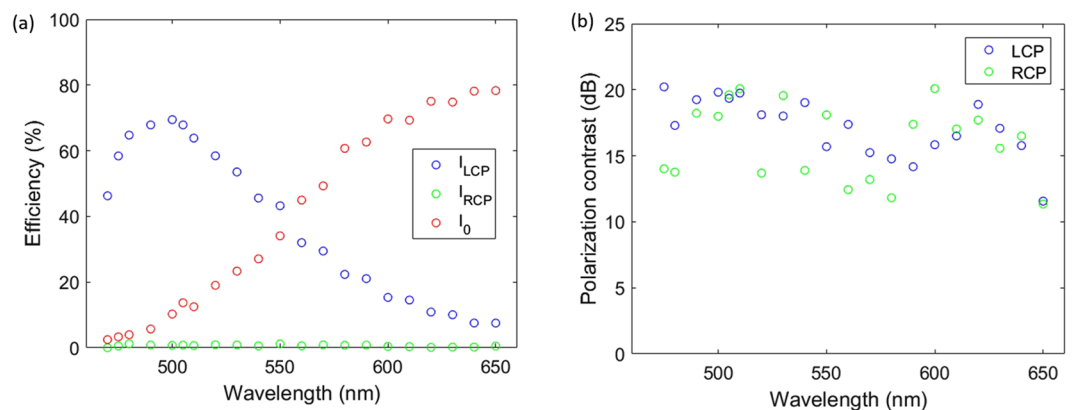 (a)
100
80
60
40
20
0
Efficiency (%)
500
550
600
650
Wavelength (nm)
I_LCP
I_RCP
I_0
(b)
25
20
15
10
5
0
Polarization contrast (dB)
500
550
600
650
Wavelength (nm)
LCP
RCP